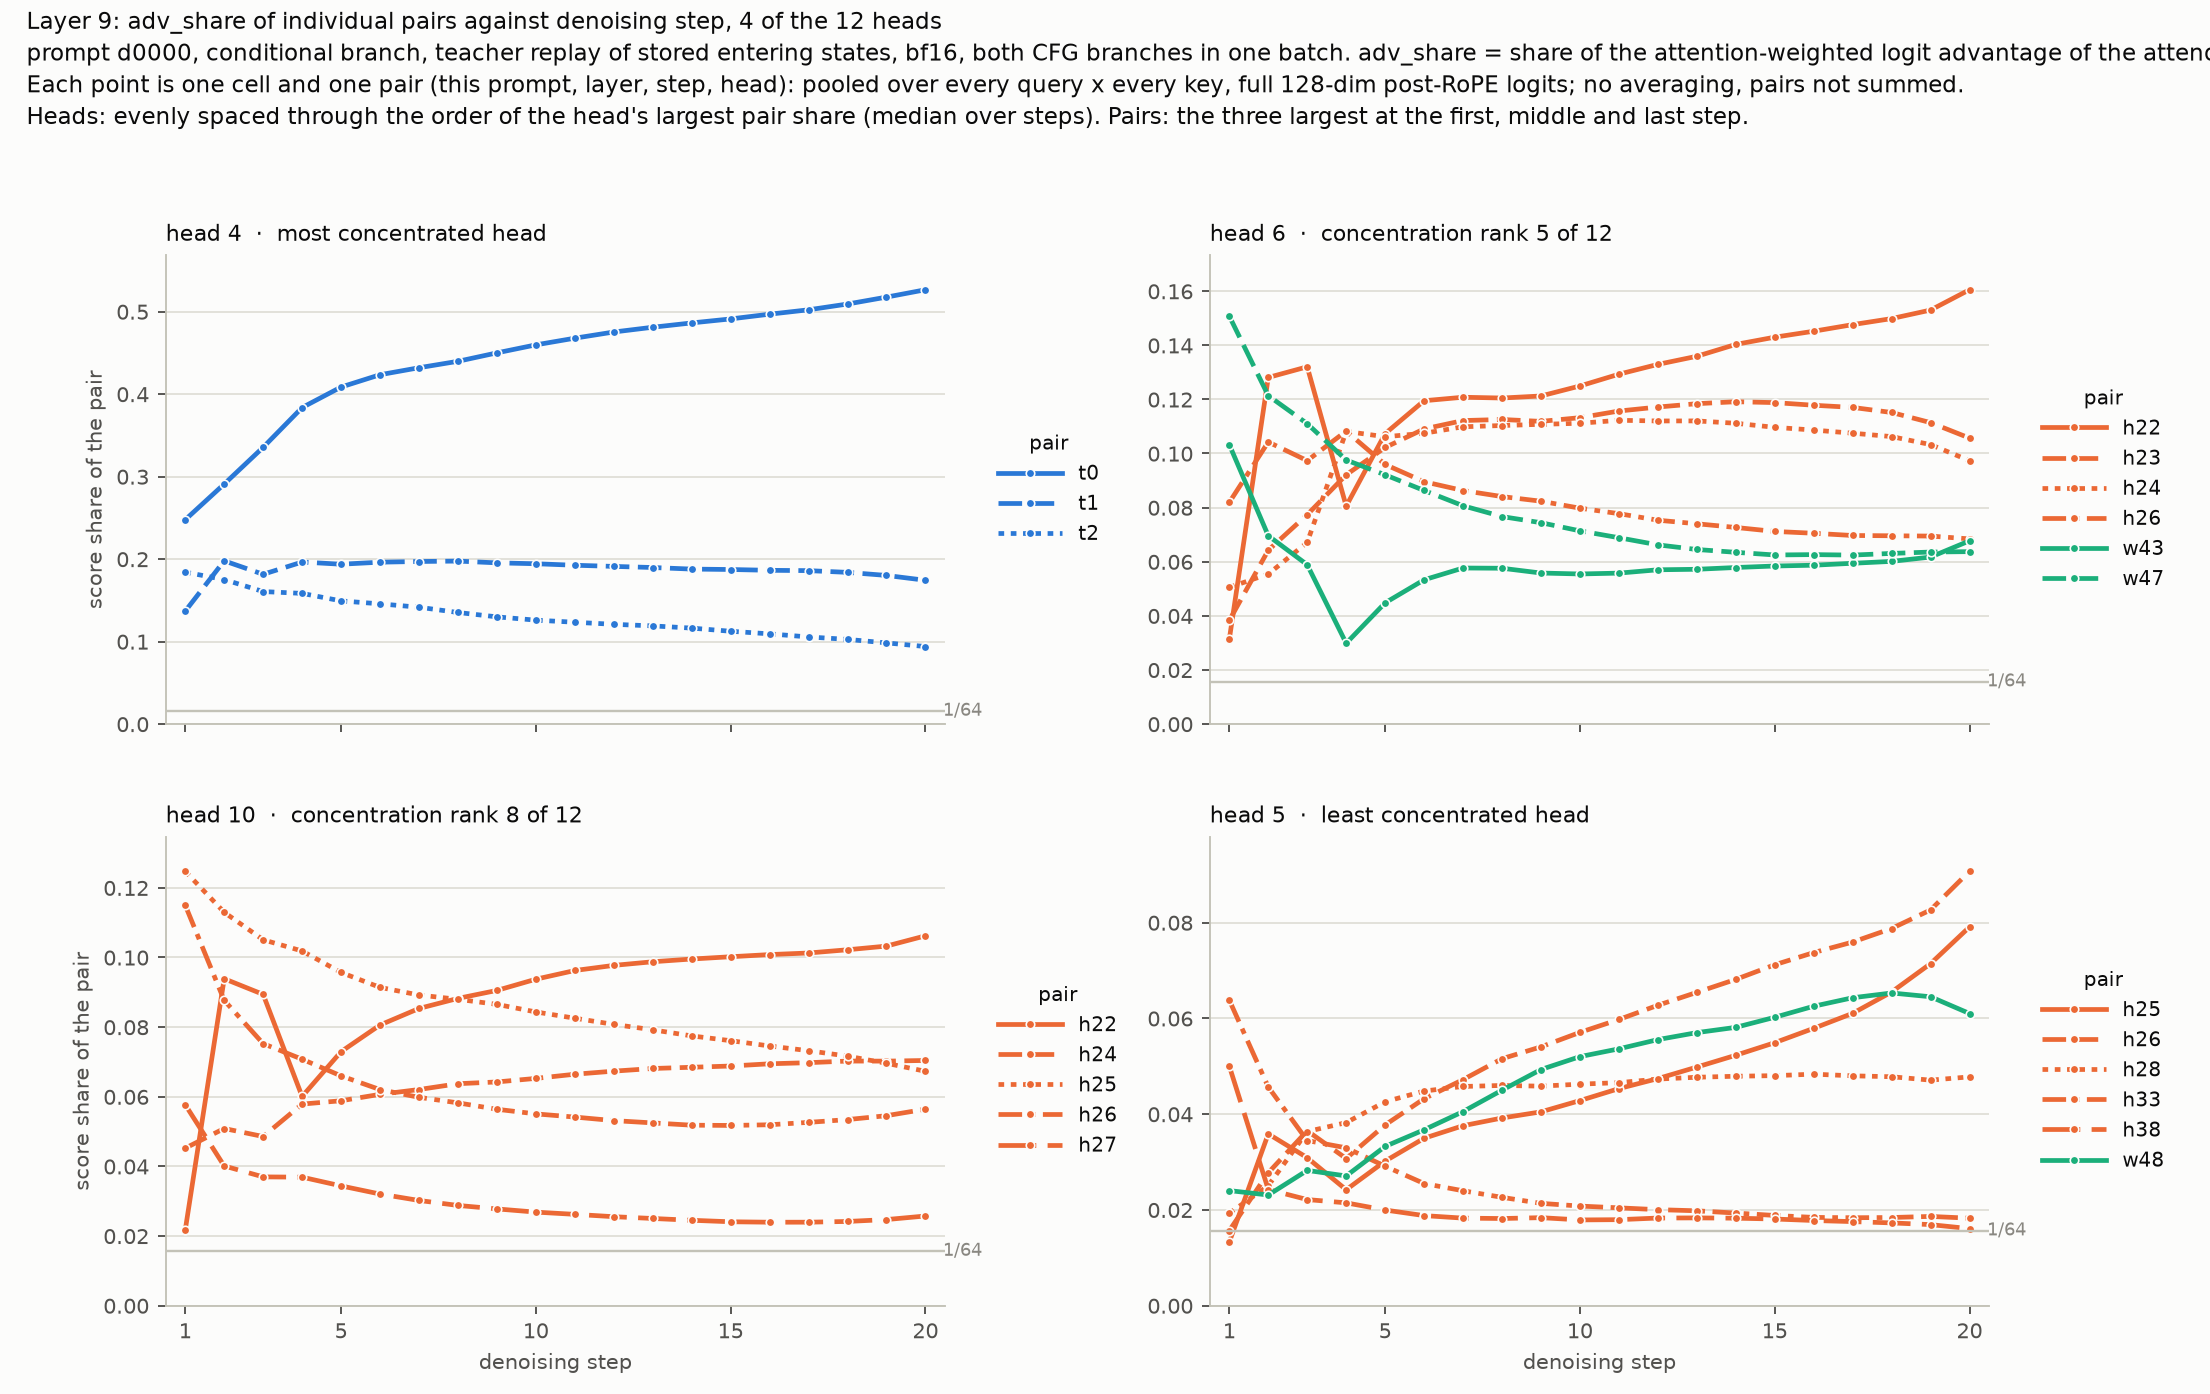 Layer 9: adv_share of individual pairs against denoising step, 4 of the 12 heads
prompt d0000, conditional branch, teacher replay of stored entering states, bf16, both CFG branches in one batch. adv_share = share of the attention-weighted logit advantage of the
Each point is one cell and one pair (this prompt, layer, step, head): pooled over every query x every key, full 128-dim post-RoPE logits; no averaging, pairs not summed.
Heads: evenly spaced through the order of the head's largest pair share (median over steps). Pairs: the three largest at the first, middle and last step.
head 4 · most concentrated head
score share of the pair
0.5
0.4
0.3
0.2
0.1
0.0
1/64
pair
t0
t1
t2
head 6 · concentration rank 5 of 12
0.16
0.14
0.12
0.10
0.08
0.06
0.04
0.02
0.00
1/64
pair
h22
h23
h24
h26
w43
w47
head 10 · concentration rank 8 of 12
score share of the pair
0.12
0.10
0.08
0.06
0.04
0.02
0.00
1/64
1
5
10
15
20
denoising step
pair
h22
h24
h25
h26
h27
head 5 · least concentrated head
0.08
0.06
0.04
0.02
0.00
1/64
1
5
10
15
20
denoising step
pair
h25
h26
h28
h33
h38
w48